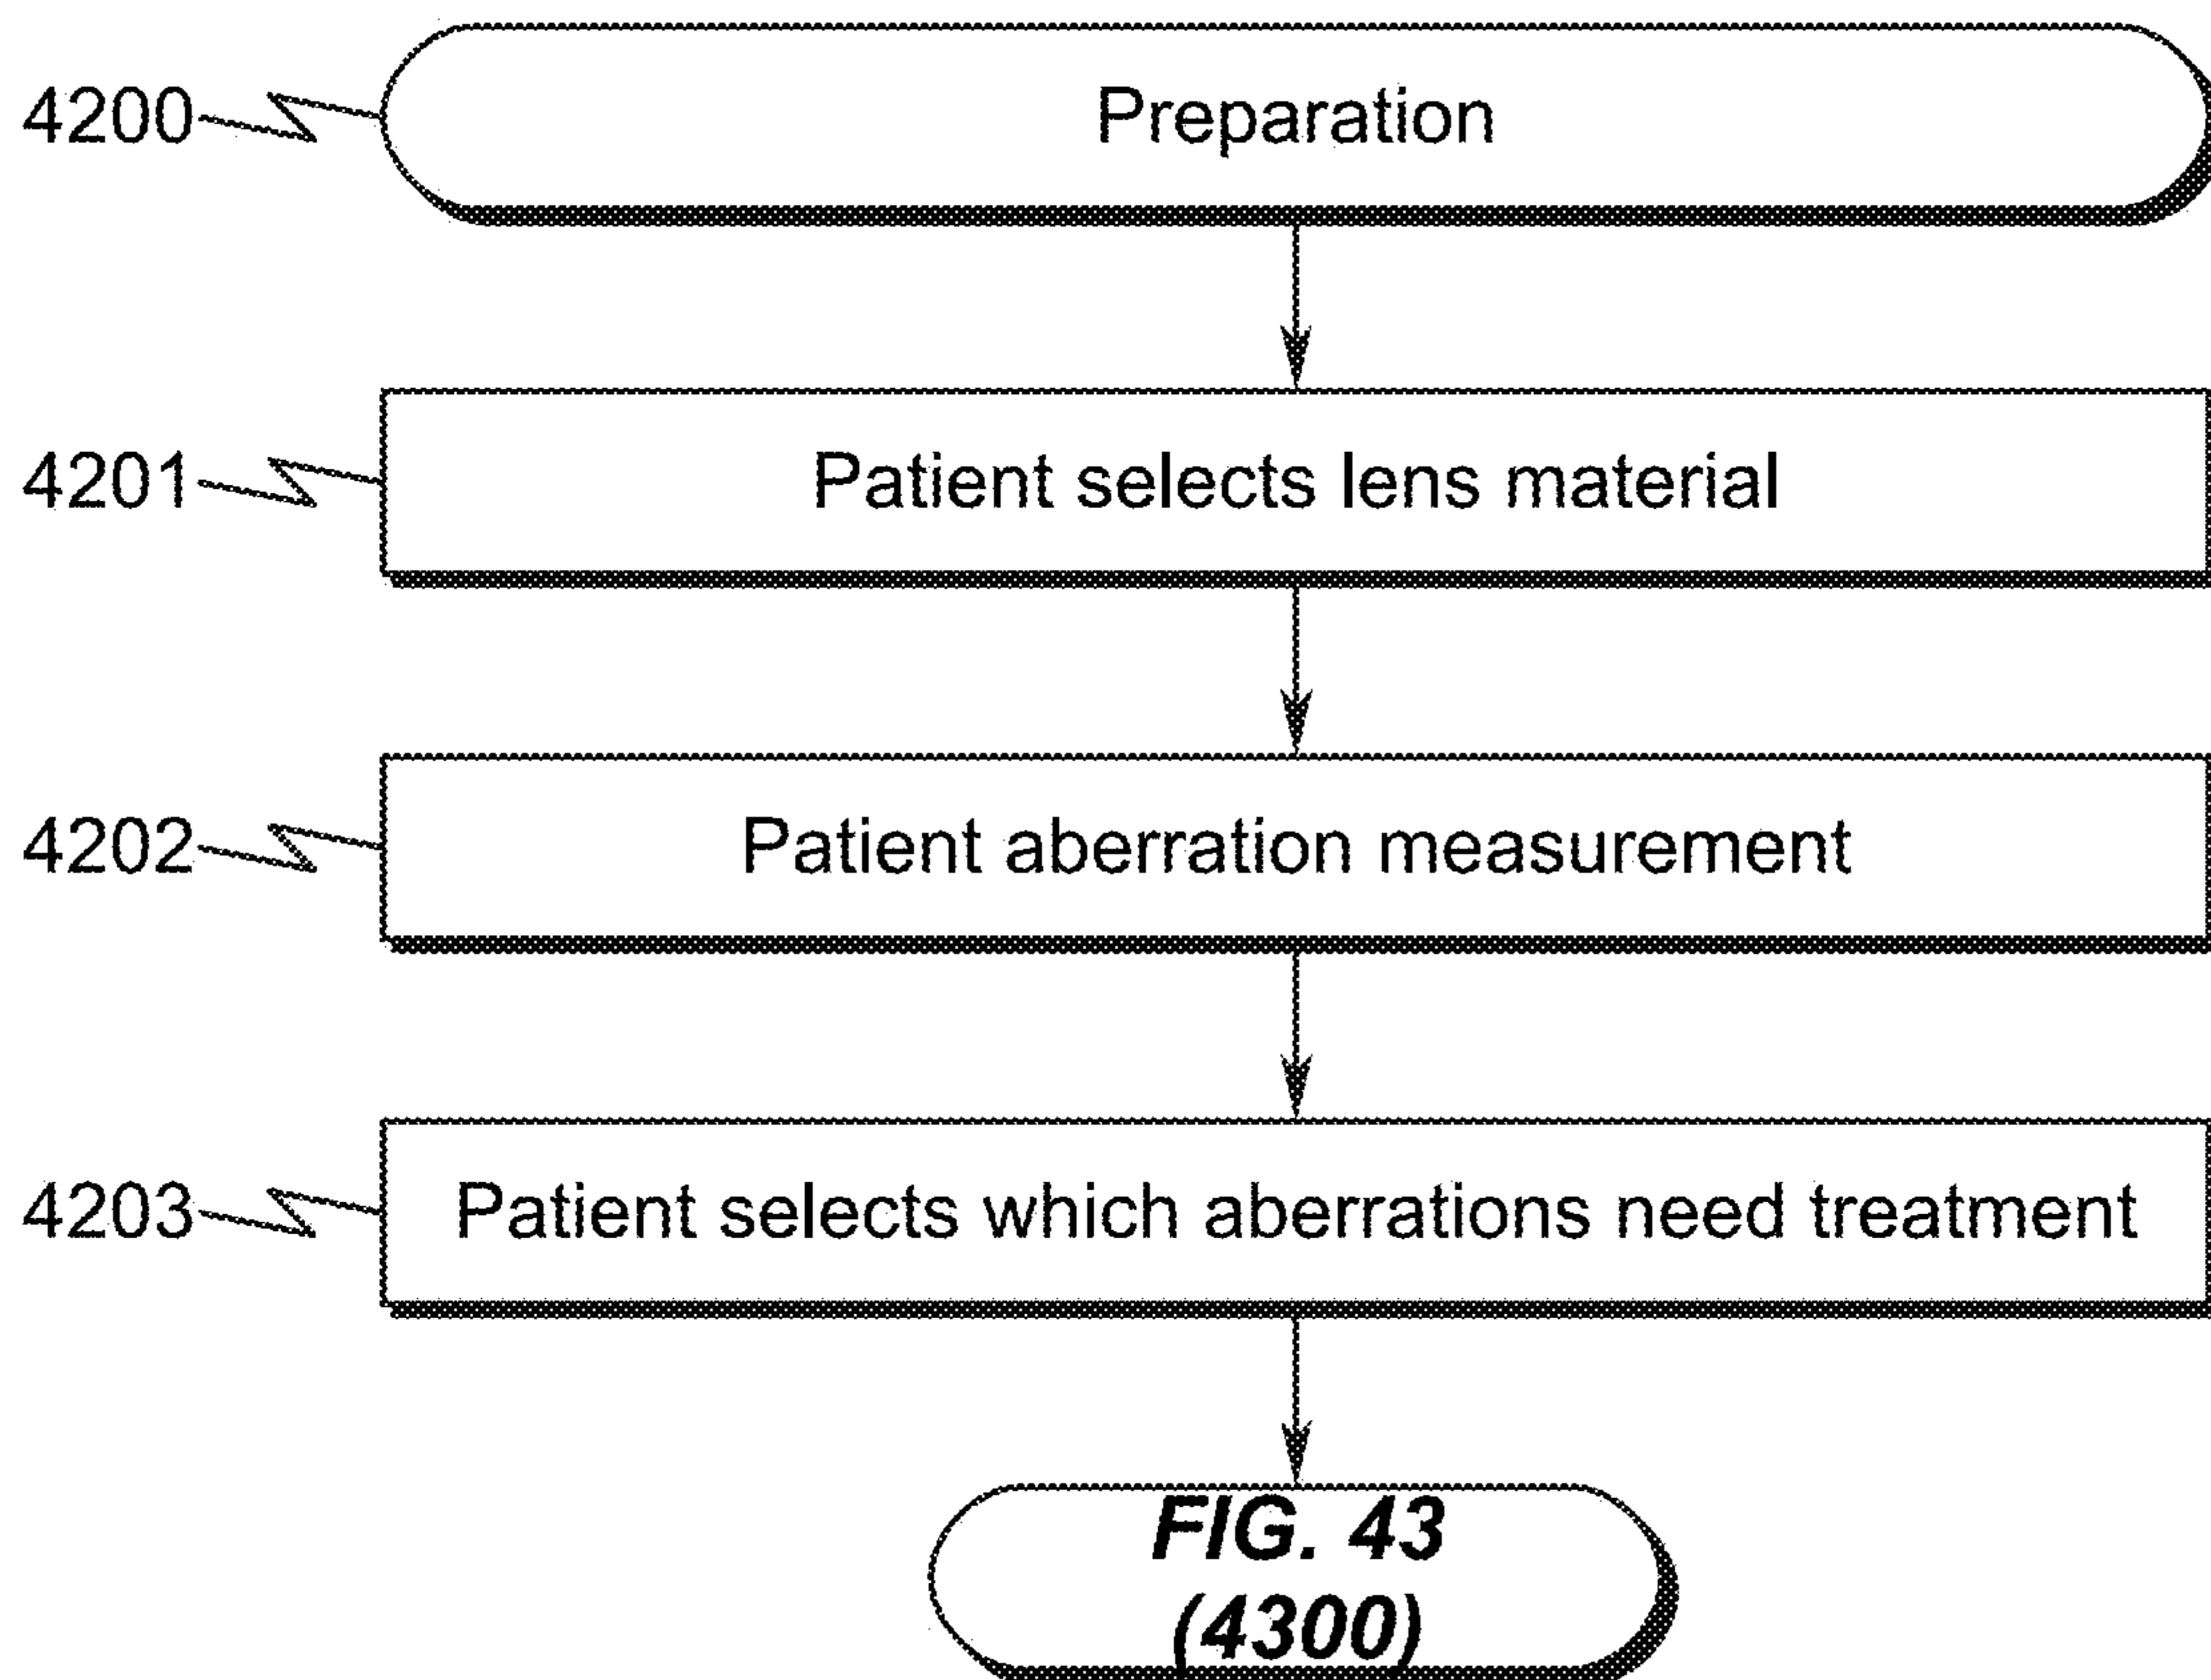 4200 Preparation
4201 Patient selects lens material
4202 Patient aberration measurement
4203 Patient selects which aberrations need treatment
FIG. 43
(4300)